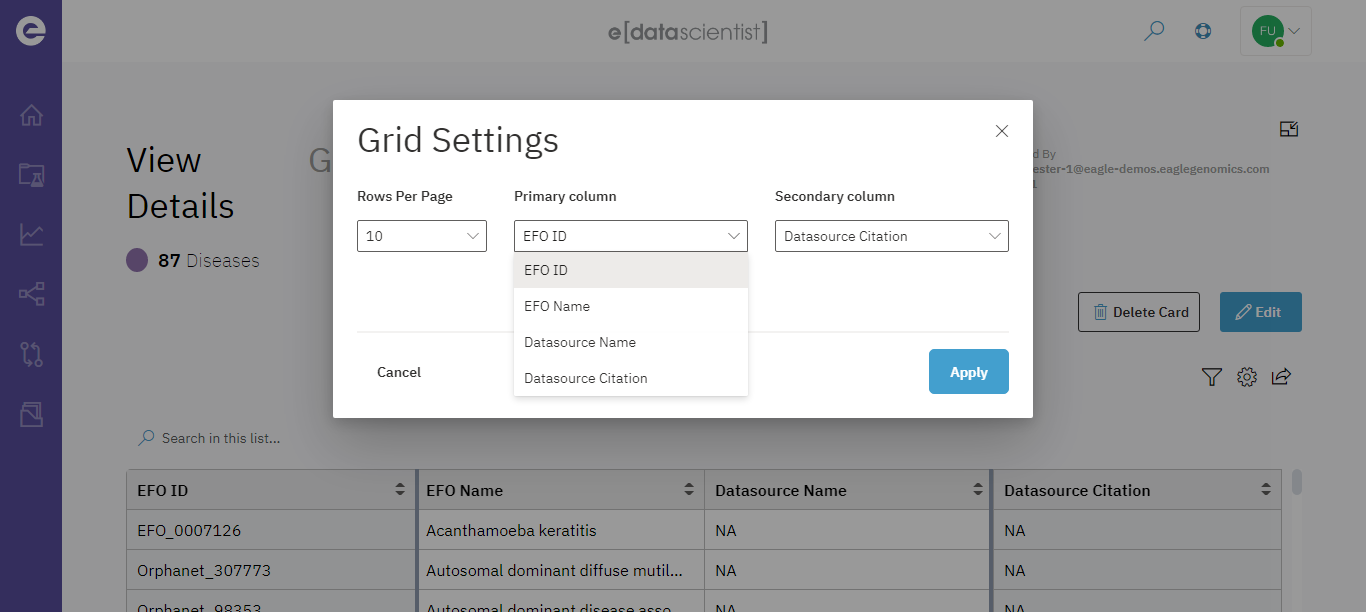 e[datascientist]
FU
Grid Settings
View
Details
G
d By
ester-1@eagle-demos.eaglegenomics.com
1
87 Diseases
Rows Per Page
Primary column
Secondary column
10
EFO ID
Datasource Citation
EFO ID
EFO Name
Datasource Name
Datasource Citation
Cancel
Apply
Delete Card
Edit
Search in this list...
EFO ID
EFO Name
Datasource Name
Datasource Citation
EFO_0007126
Acanthamoeba keratitis
NA
NA
Orphanet_307773
Autosomal dominant diffuse mutil...
NA
NA
Orphanet_98353
Autosomal dominant disease asso...
NA
NA